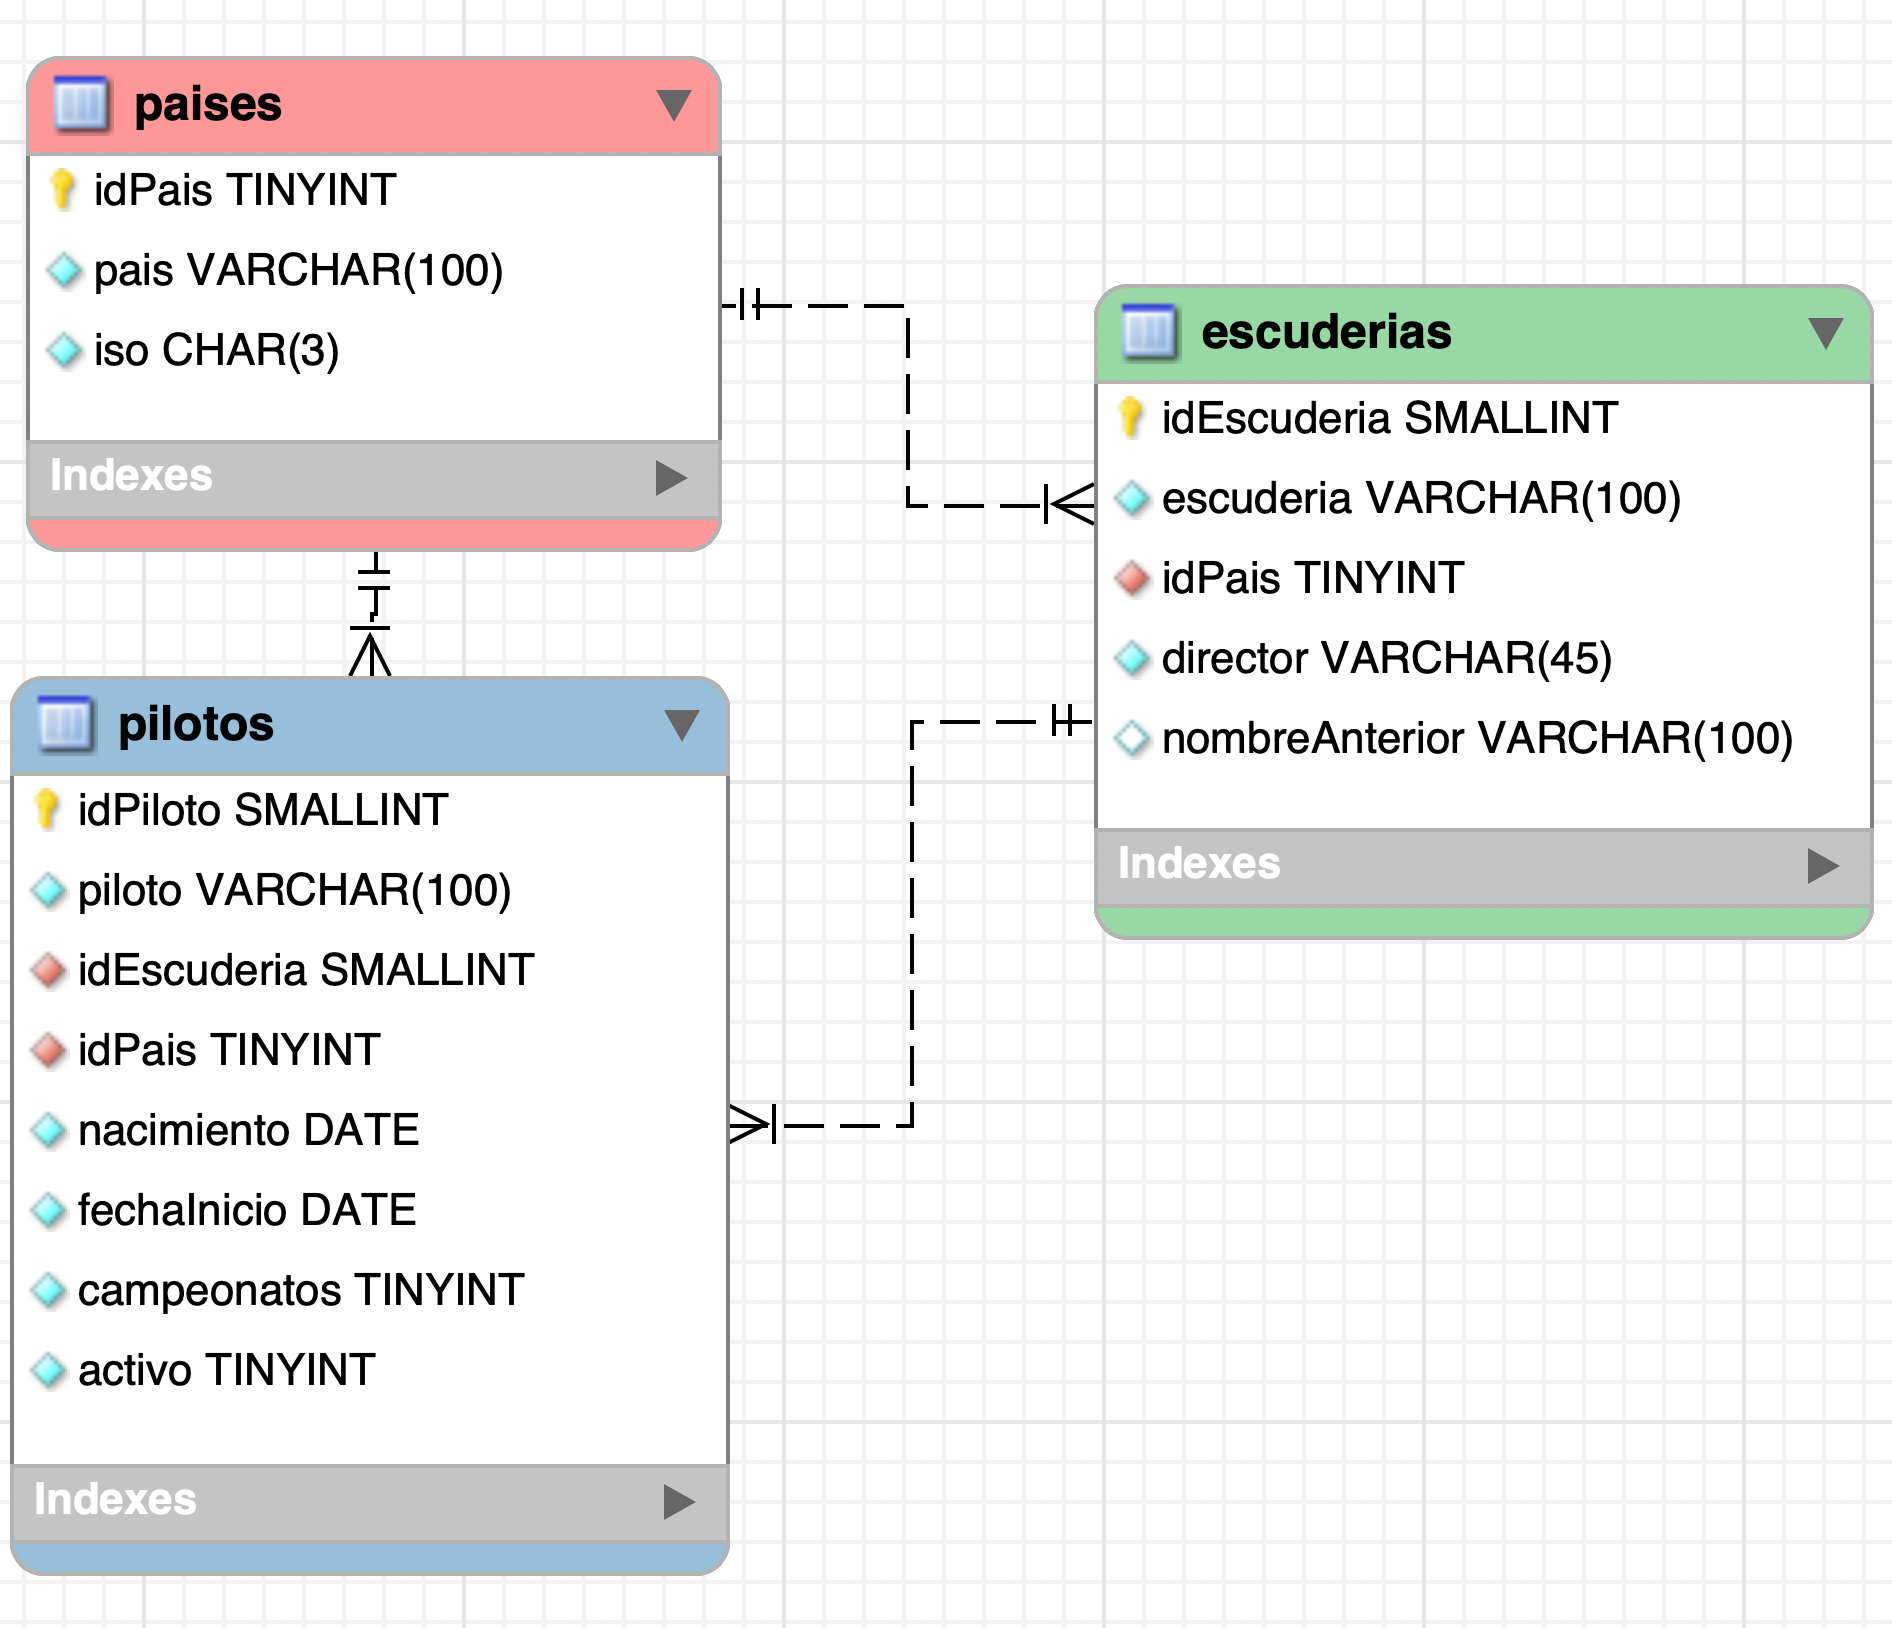 paises
idPais TINYINT
pais VARCHAR(100)
iso CHAR(3)
Indexes
escuderias
idEscuderia SMALLINT
escuderia VARCHAR(100)
idPais TINYINT
director VARCHAR(45)
nombreAnterior VARCHAR(100)
Indexes
pilotos
idPiloto SMALLINT
piloto VARCHAR(100)
idEscuderia SMALLINT
idPais TINYINT
nacimiento DATE
fechaInicio DATE
campeonatos TINYINT
activo TINYINT
Indexes